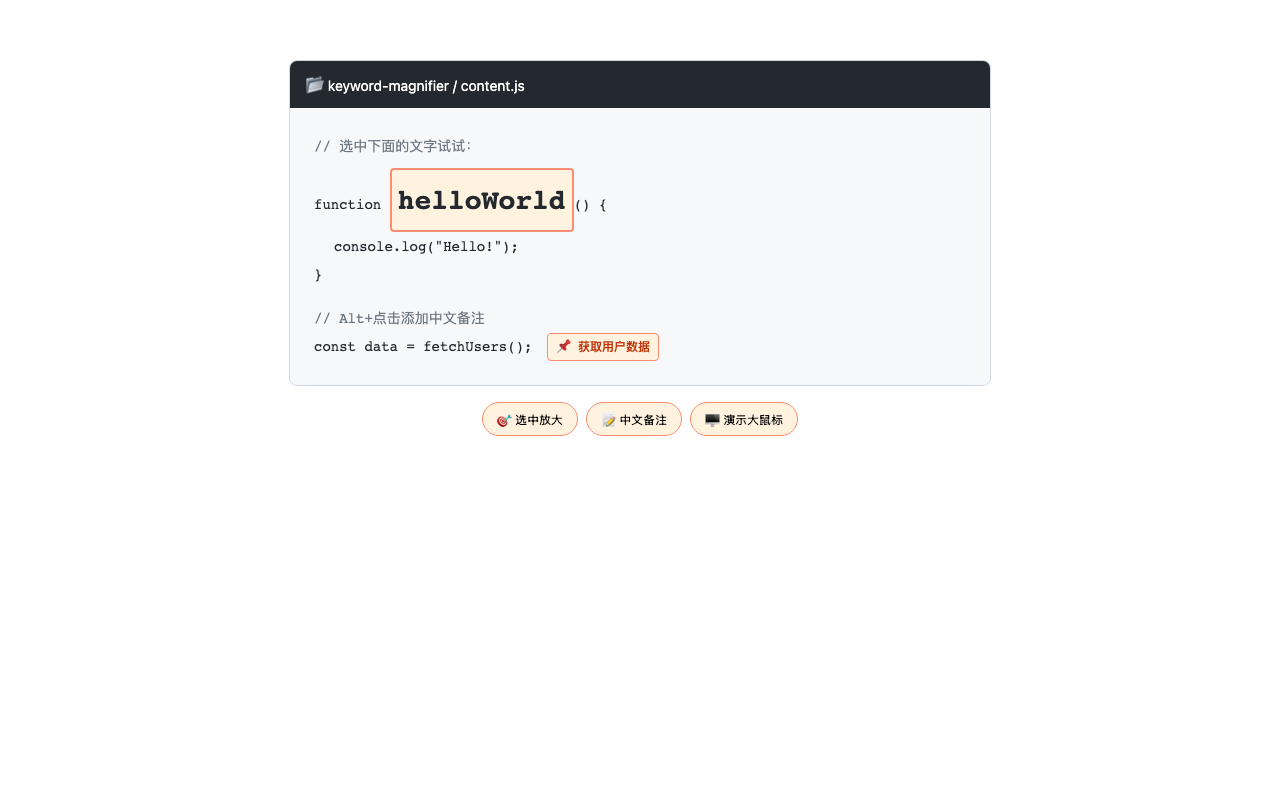 keyword-magnifier / content.js
// 选中下面的文字试试：
function helloWorld() {
console.log("Hello!");
}
// Alt+点击添加中文备注
const data = fetchUsers(); 获取用户数据
选中放大 中文备注 演示大鼠标